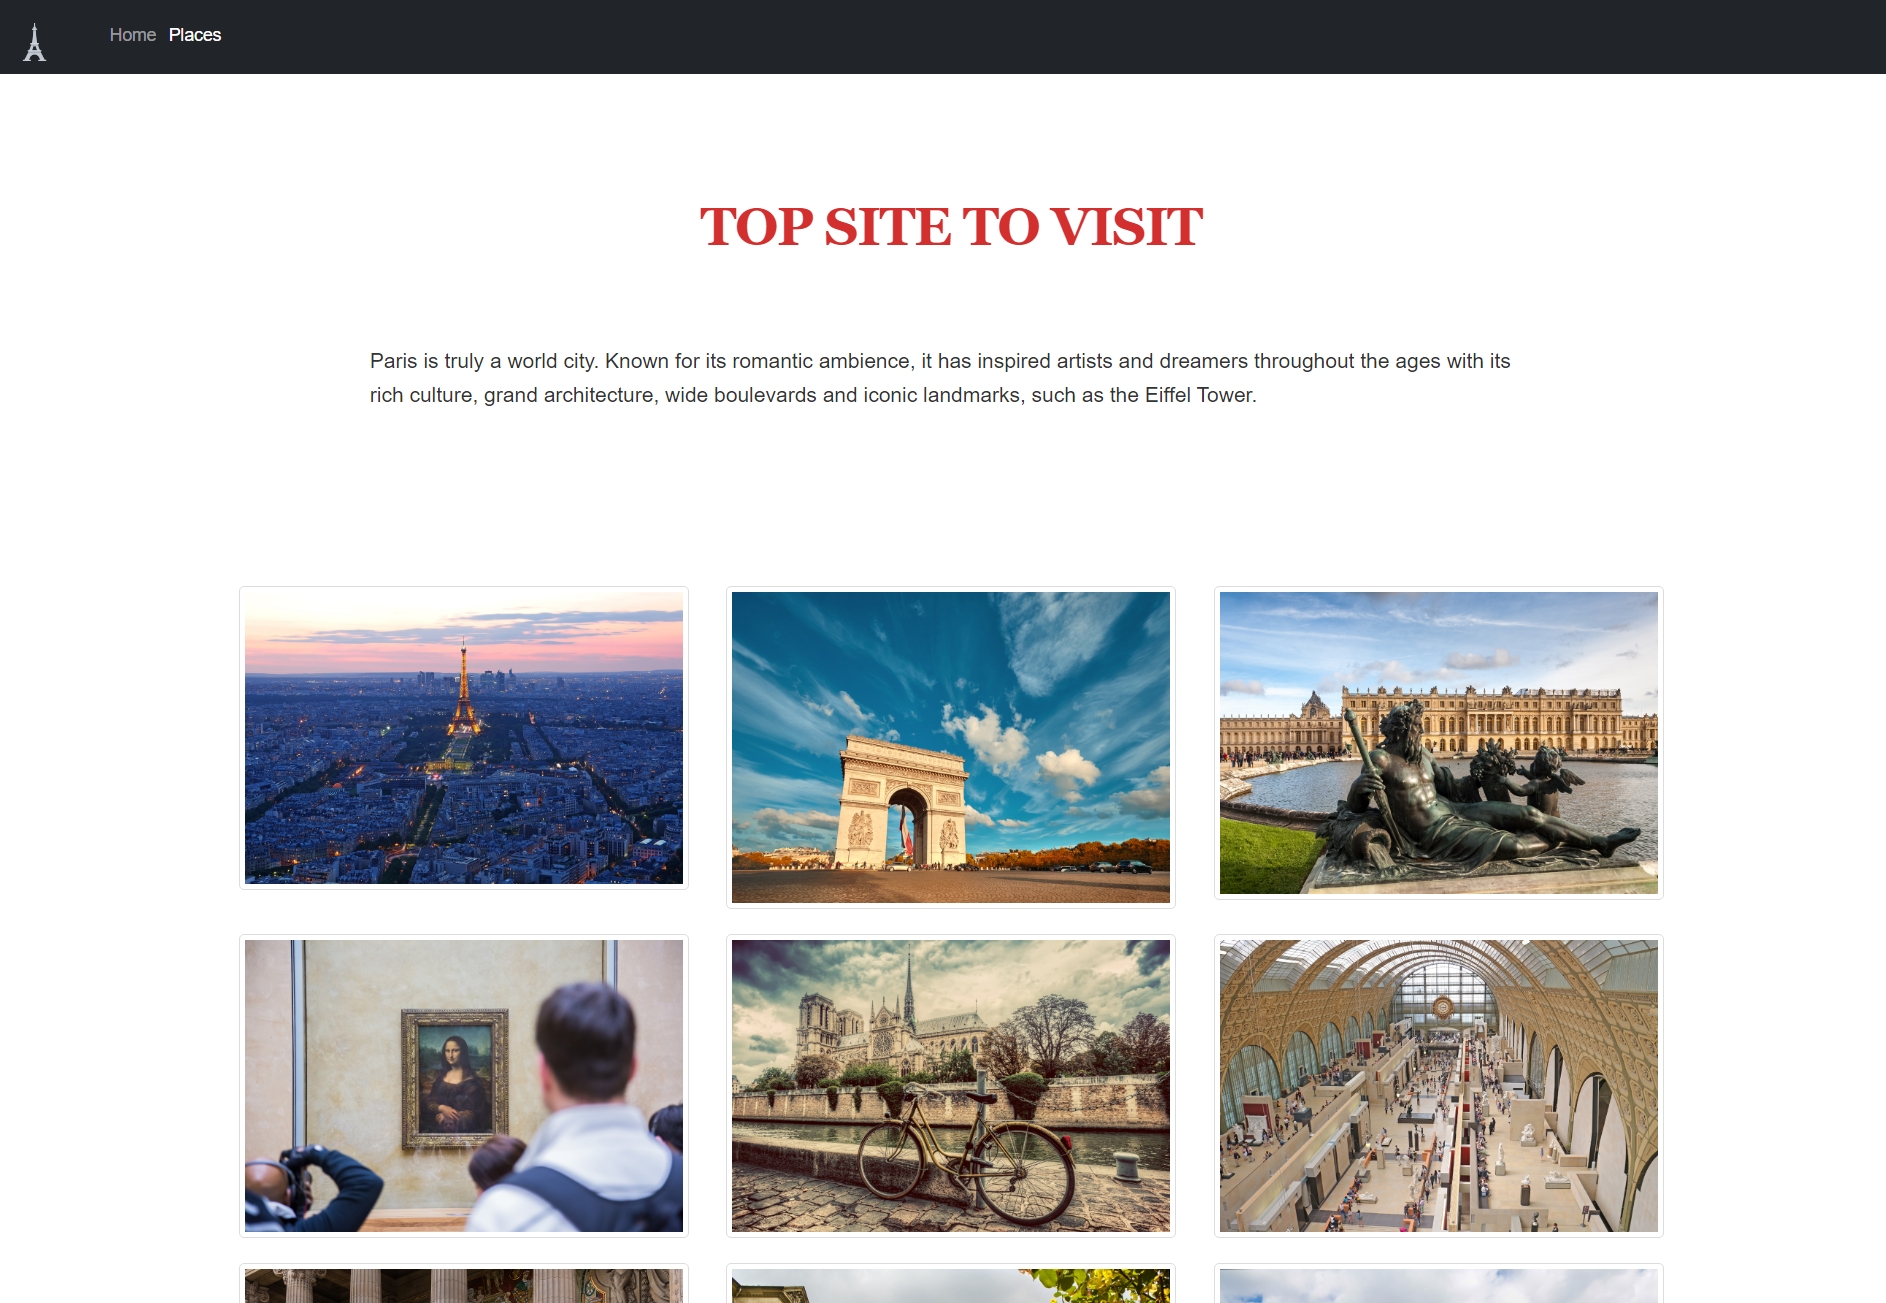 Home Places
TOP SITE TO VISIT
Paris is truly a world city. Known for its romantic ambience, it has inspired artists and dreamers throughout the ages with its
rich culture, grand architecture, wide boulevards and iconic landmarks, such as the Eiffel Tower.